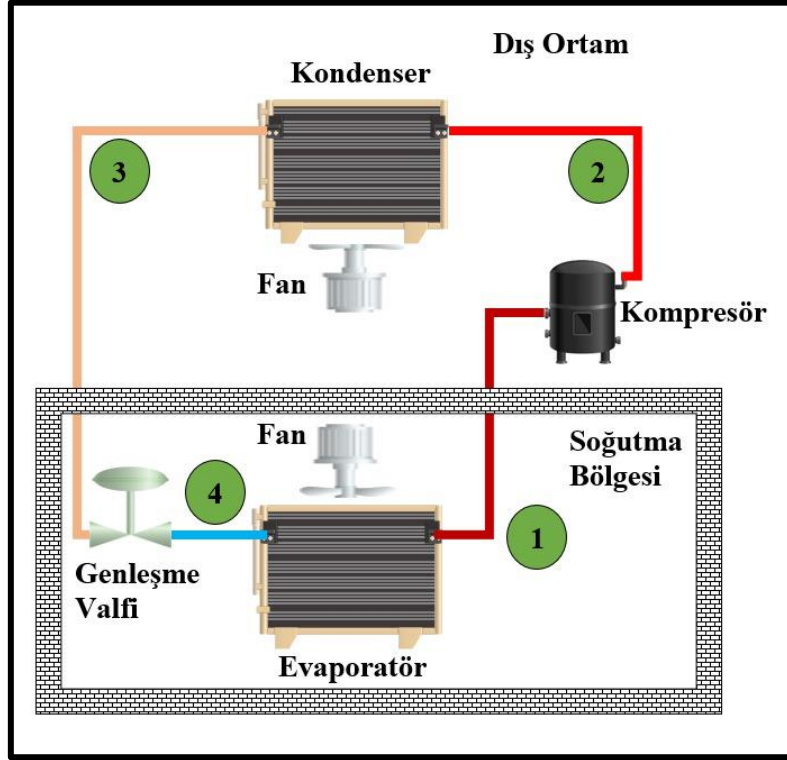 Dış Ortam
Kondenser
3
2
Fan
Kompresör
Fan
Soğutma
Bölgesi
4
1
Genleşme
Valfi
Evaporatör